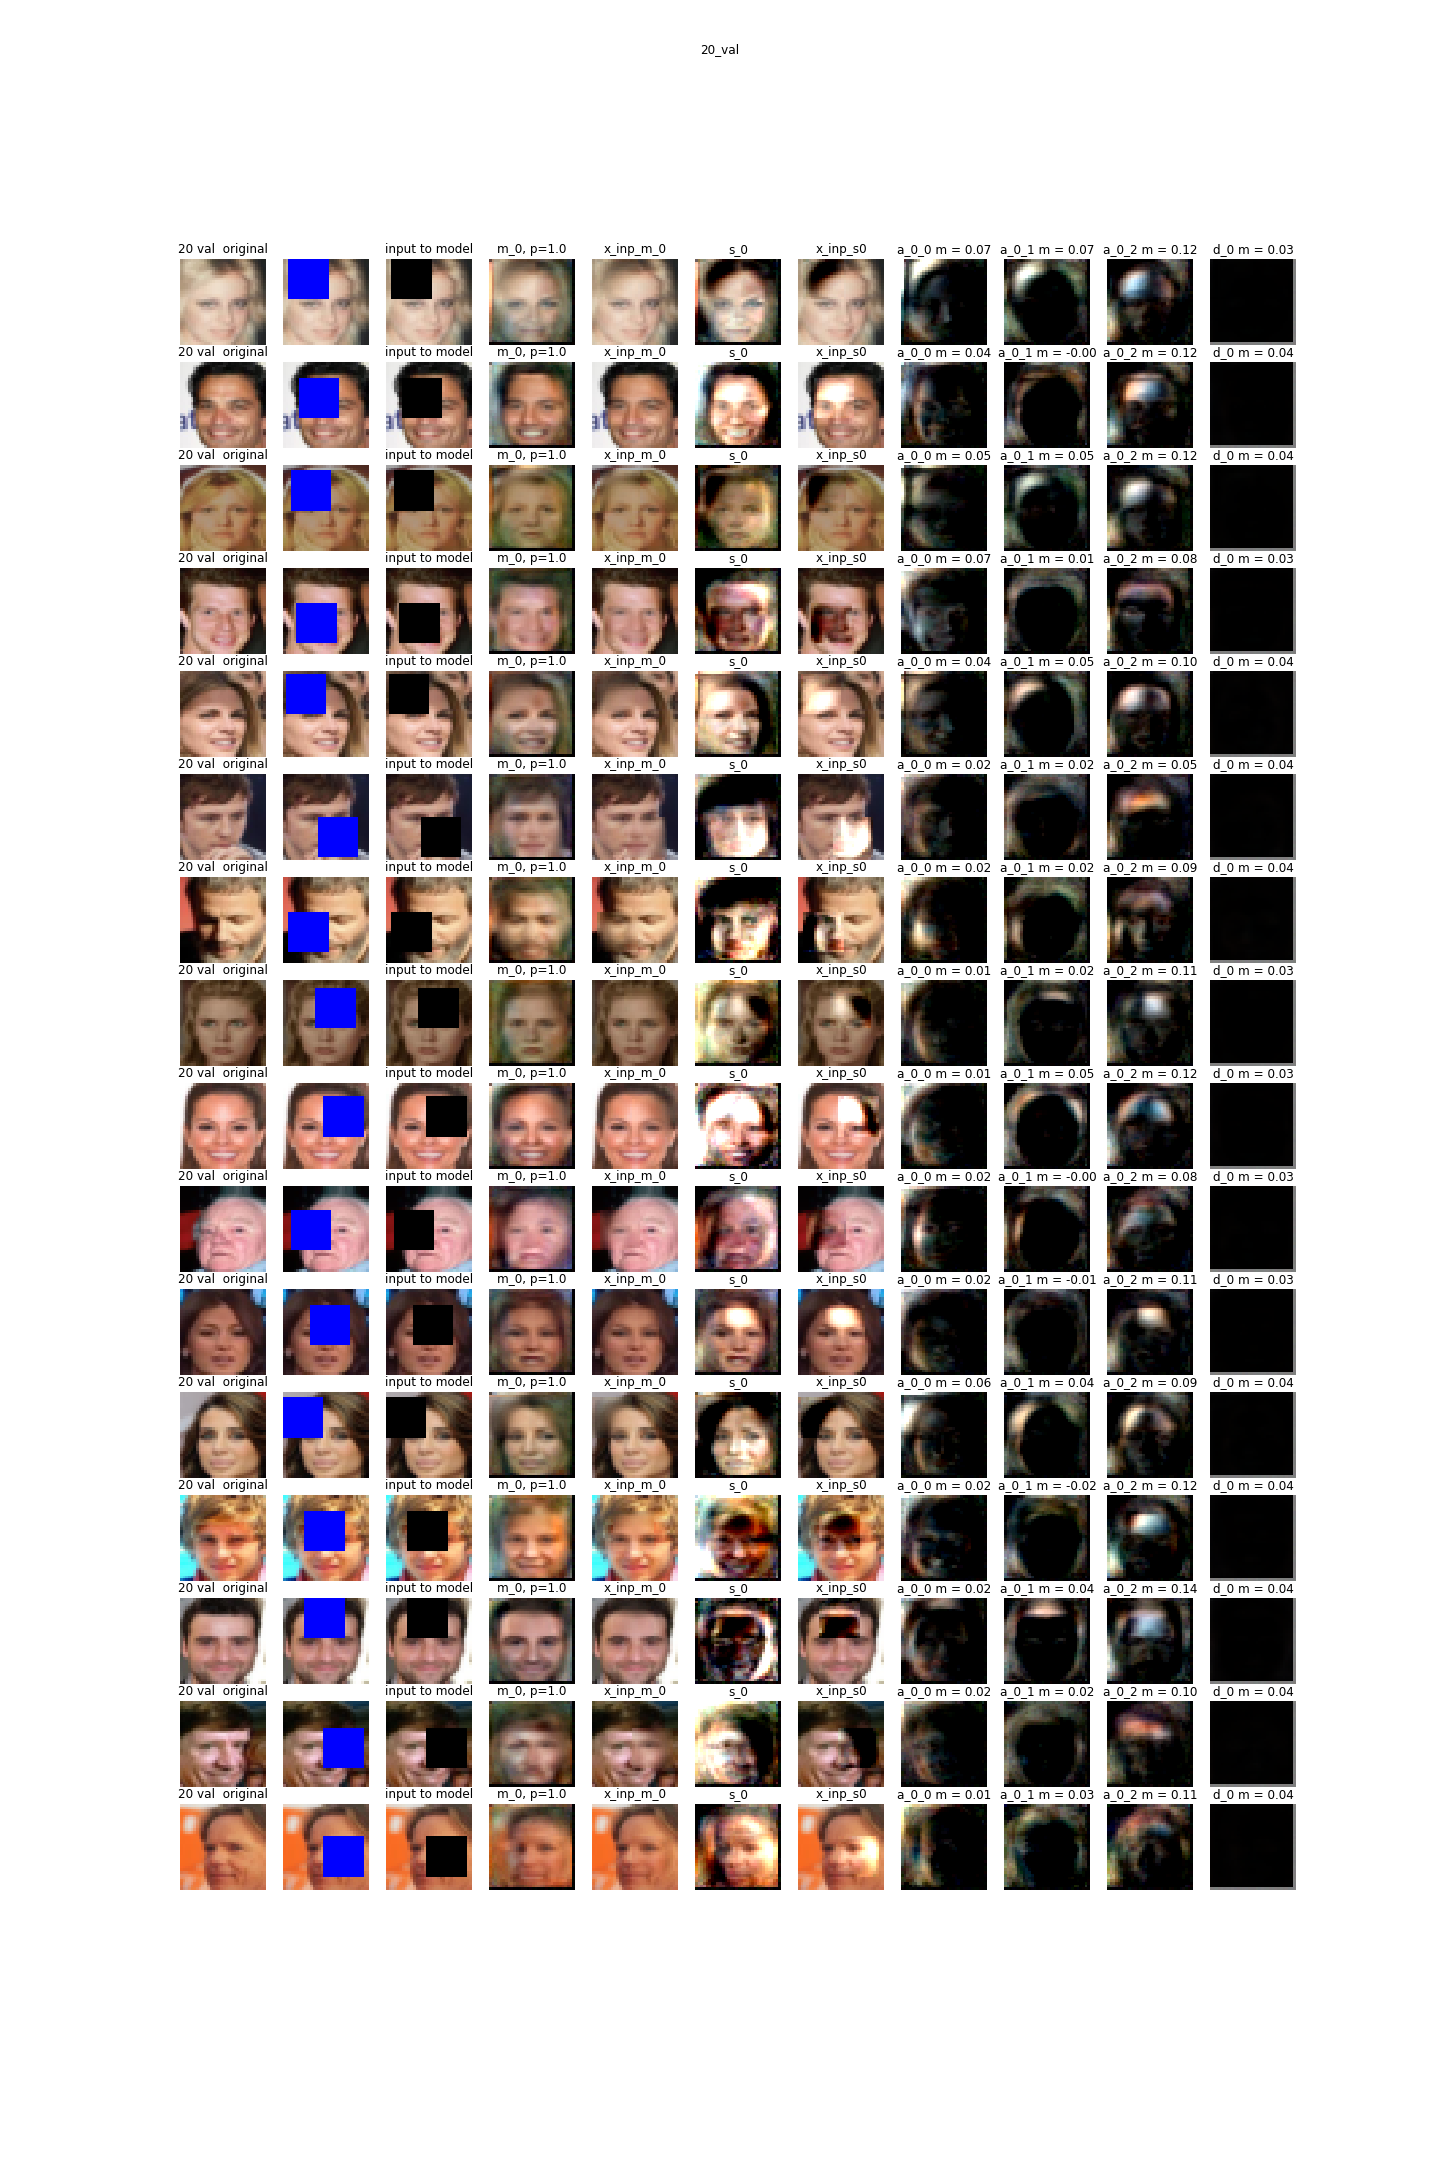 20_val
20 val original input to model m_0, p=1.0 x_inp_m_0 s_0 x_inp_s0 a_0_0 m = 0.07 a_0_1 m = 0.07 a_0_2 m = 0.12 d_0 m = 0.03
20 val original input to model m_0, p=1.0 x_inp_m_0 s_0 x_inp_s0 a_0_0 m = 0.04 a_0_1 m = -0.00 a_0_2 m = 0.12 d_0 m = 0.04
20 val original input to model m_0, p=1.0 x_inp_m_0 s_0 x_inp_s0 a_0_0 m = 0.05 a_0_1 m = 0.05 a_0_2 m = 0.12 d_0 m = 0.04
20 val original input to model m_0, p=1.0 x_inp_m_0 s_0 x_inp_s0 a_0_0 m = 0.07 a_0_1 m = 0.01 a_0_2 m = 0.08 d_0 m = 0.03
20 val original input to model m_0, p=1.0 x_inp_m_0 s_0 x_inp_s0 a_0_0 m = 0.04 a_0_1 m = 0.05 a_0_2 m = 0.10 d_0 m = 0.04
20 val original input to model m_0, p=1.0 x_inp_m_0 s_0 x_inp_s0 a_0_0 m = 0.02 a_0_1 m = 0.02 a_0_2 m = 0.05 d_0 m = 0.04
20 val original input to model m_0, p=1.0 x_inp_m_0 s_0 x_inp_s0 a_0_0 m = 0.02 a_0_1 m = 0.02 a_0_2 m = 0.09 d_0 m = 0.04
20 val original input to model m_0, p=1.0 x_inp_m_0 s_0 x_inp_s0 a_0_0 m = 0.01 a_0_1 m = 0.02 a_0_2 m = 0.11 d_0 m = 0.03
20 val original input to model m_0, p=1.0 x_inp_m_0 s_0 x_inp_s0 a_0_0 m = 0.01 a_0_1 m = 0.05 a_0_2 m = 0.12 d_0 m = 0.03
20 val original input to model m_0, p=1.0 x_inp_m_0 s_0 x_inp_s0 a_0_0 m = 0.02 a_0_1 m = -0.00 a_0_2 m = 0.08 d_0 m = 0.03
20 val original input to model m_0, p=1.0 x_inp_m_0 s_0 x_inp_s0 a_0_0 m = 0.02 a_0_1 m = -0.01 a_0_2 m = 0.11 d_0 m = 0.03
20 val original input to model m_0, p=1.0 x_inp_m_0 s_0 x_inp_s0 a_0_0 m = 0.06 a_0_1 m = 0.04 a_0_2 m = 0.09 d_0 m = 0.04
20 val original input to model m_0, p=1.0 x_inp_m_0 s_0 x_inp_s0 a_0_0 m = 0.02 a_0_1 m = -0.02 a_0_2 m = 0.12 d_0 m = 0.04
20 val original input to model m_0, p=1.0 x_inp_m_0 s_0 x_inp_s0 a_0_0 m = 0.02 a_0_1 m = 0.04 a_0_2 m = 0.14 d_0 m = 0.04
20 val original input to model m_0, p=1.0 x_inp_m_0 s_0 x_inp_s0 a_0_0 m = 0.02 a_0_1 m = 0.02 a_0_2 m = 0.10 d_0 m = 0.04
20 val original input to model m_0, p=1.0 x_inp_m_0 s_0 x_inp_s0 a_0_0 m = 0.01 a_0_1 m = 0.03 a_0_2 m = 0.11 d_0 m = 0.04